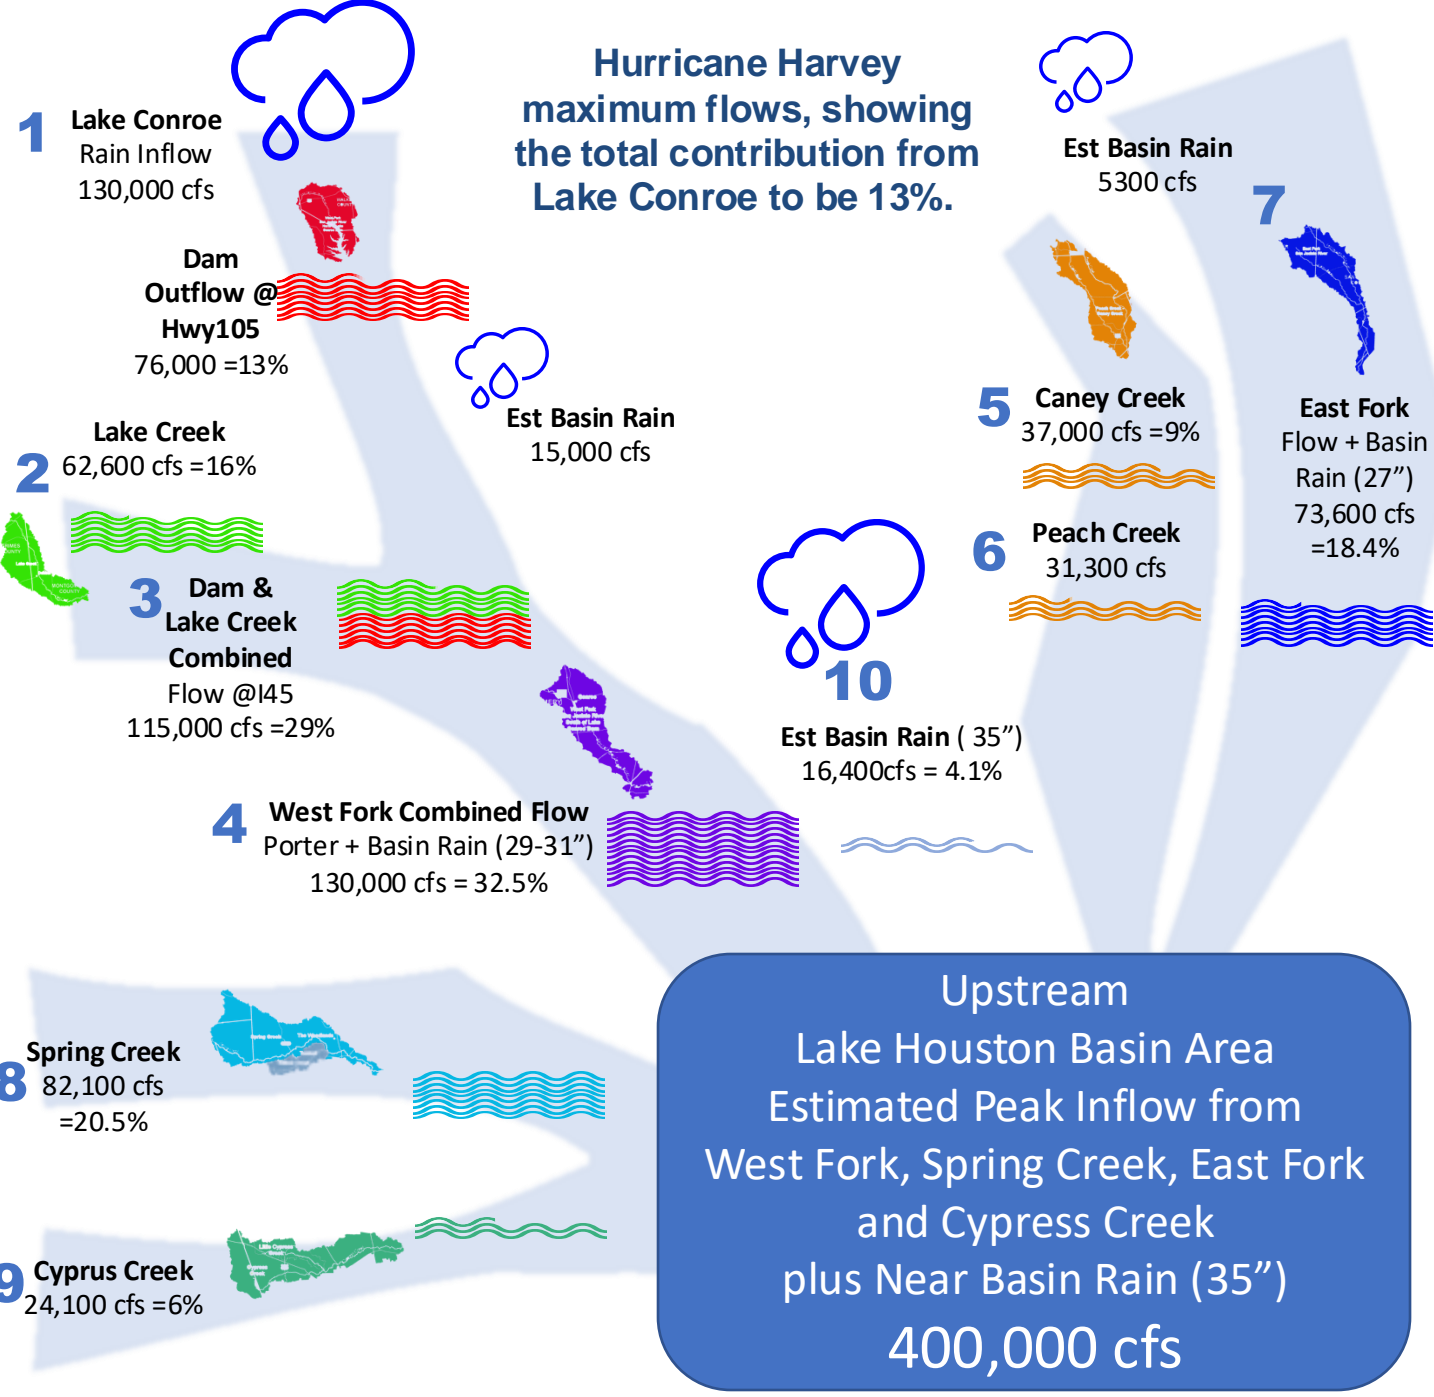 Hurricane Harvey
maximum flows, showing
the total contribution from
Lake Conroe to be 13%.
1
Lake Conroe
Rain Inflow
130,000 cfs
Dam
Outflow @
Hwy105
76,000 =13%
Est Basin Rain
15,000 cfs
2
Lake Creek
62,600 cfs =16%
3
Dam &
Lake Creek
Combined
Flow @I45
115,000 cfs =29%
4
West Fork Combined Flow
Porter + Basin Rain (29-31”)
130,000 cfs = 32.5%
Est Basin Rain
5300 cfs
5
Caney Creek
37,000 cfs =9%
6
Peach Creek
31,300 cfs
7
East Fork
Flow + Basin
Rain (27”)
73,600 cfs
=18.4%
10
Est Basin Rain ( 35”)
16,400cfs = 4.1%
8
Spring Creek
82,100 cfs
=20.5%
9
Cyprus Creek
24,100 cfs =6%
Upstream
Lake Houston Basin Area
Estimated Peak Inflow from
West Fork, Spring Creek, East Fork
and Cypress Creek
plus Near Basin Rain (35”)
400,000 cfs